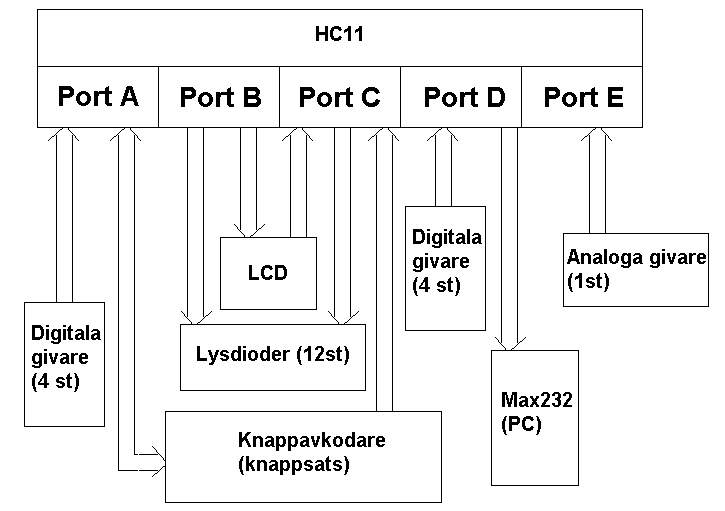 HC11
Port A
Port B
Port C
Port D
Port E
Digitala
givare
(4 st)
LCD
Lysdioder (12st)
Knappavkodare
(knappsats)
Digitala
givare
(4 st)
Max232
(PC)
Analoga givare
(1st)